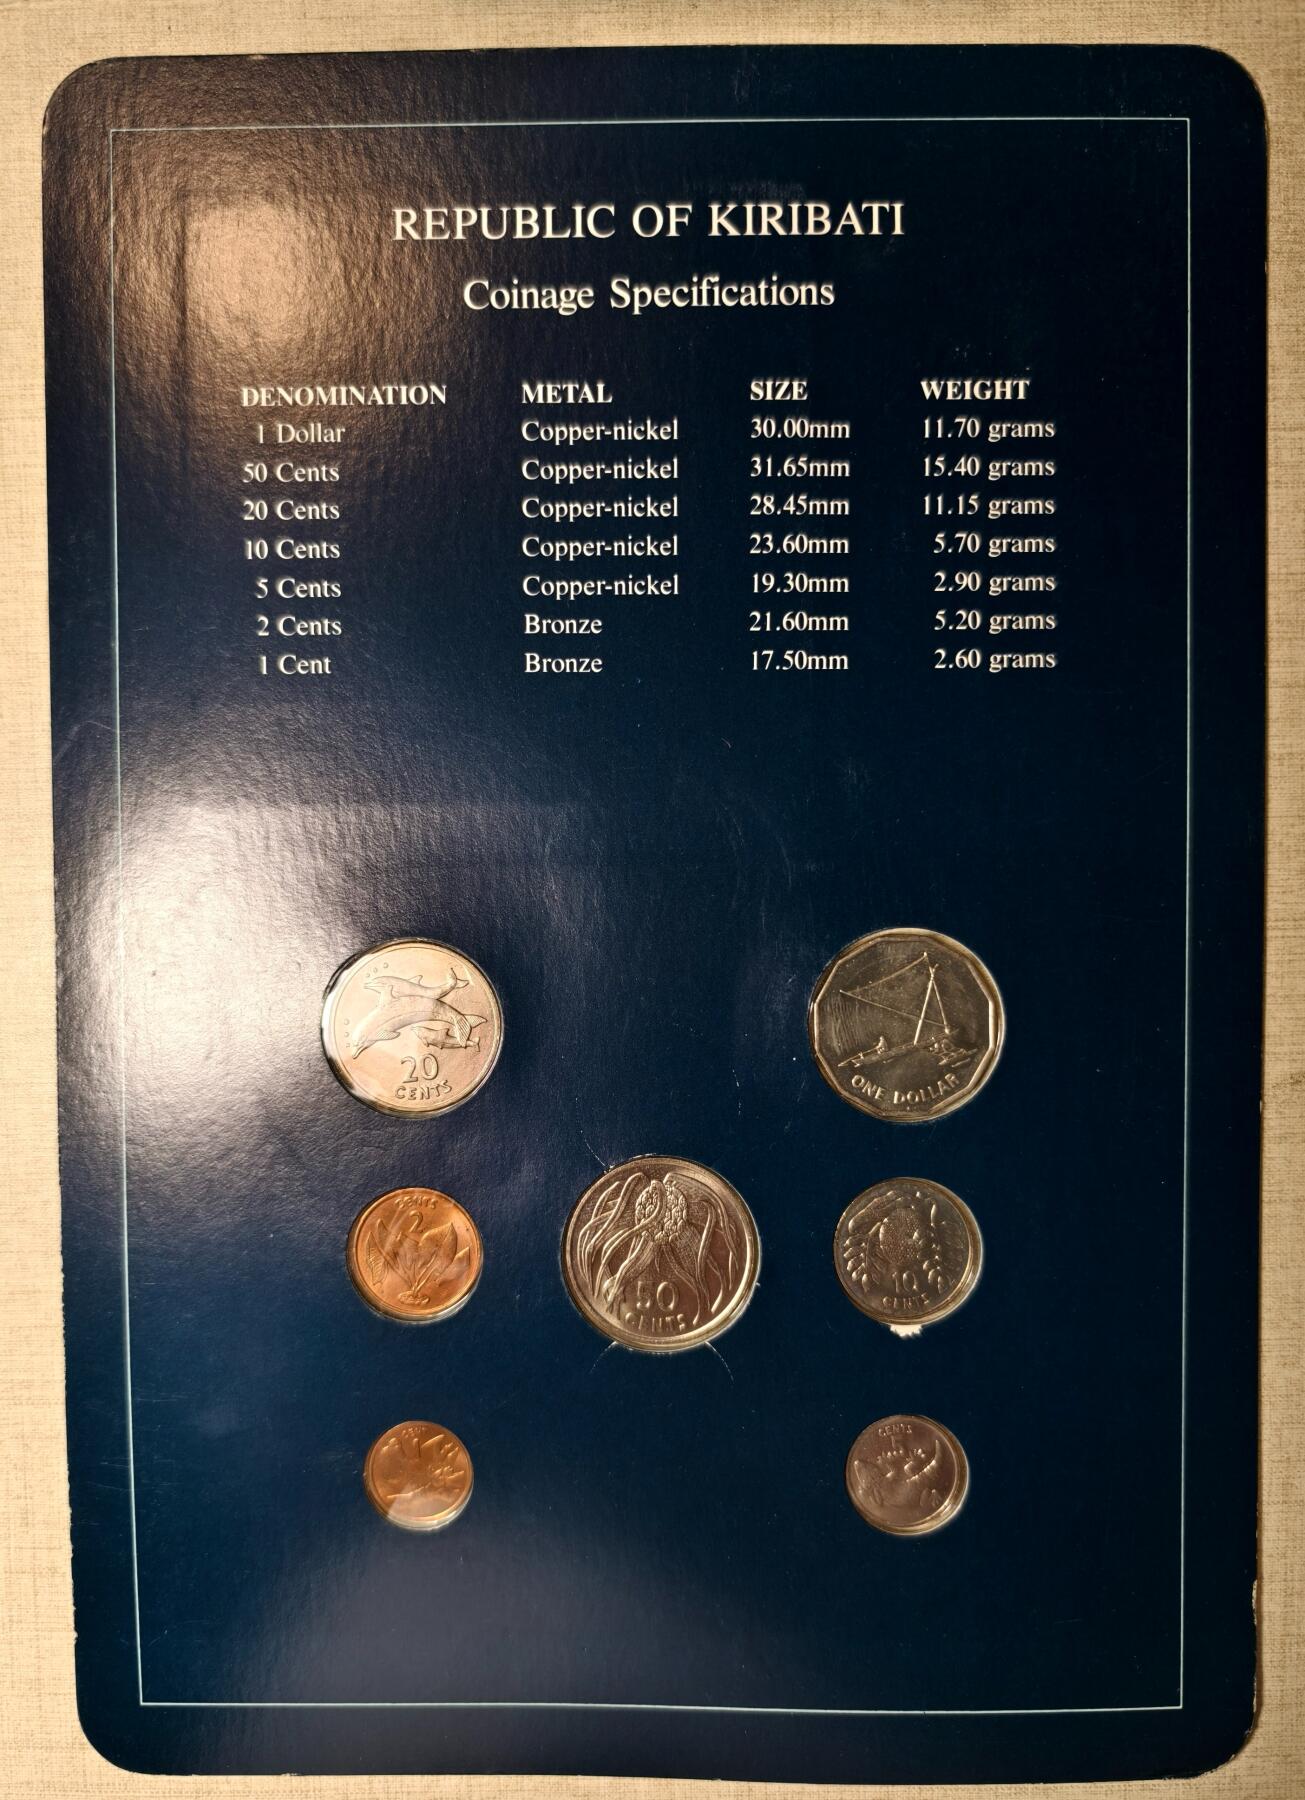 REPUBLIC OF KIRIBATI
Coinage Specifications
DENOMINATION METAL SIZE WEIGHT
1 Dollar Copper-nickel 30.00mm 11.70 grams
50 Cents Copper-nickel 31.65mm 15.40 grams
20 Cents Copper-nickel 28.45mm 11.15 grams
10 Cents Copper-nickel 23.60mm 5.70 grams
5 Cents Copper-nickel 19.30mm 2.90 grams
2 Cents Bronze 21.60mm 5.20 grams
1 Cent Bronze 17.50mm 2.60 grams
20
CENTS
ONE DOLLAR
CENTS
2
50
CENTS
10
CENTS
CENT
1
CENTS